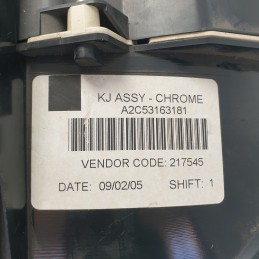 KJ ASSY - CHROME
A2C53163181
VENDOR CODE: 217545
DATE: 09/02/05 SHIFT: 1